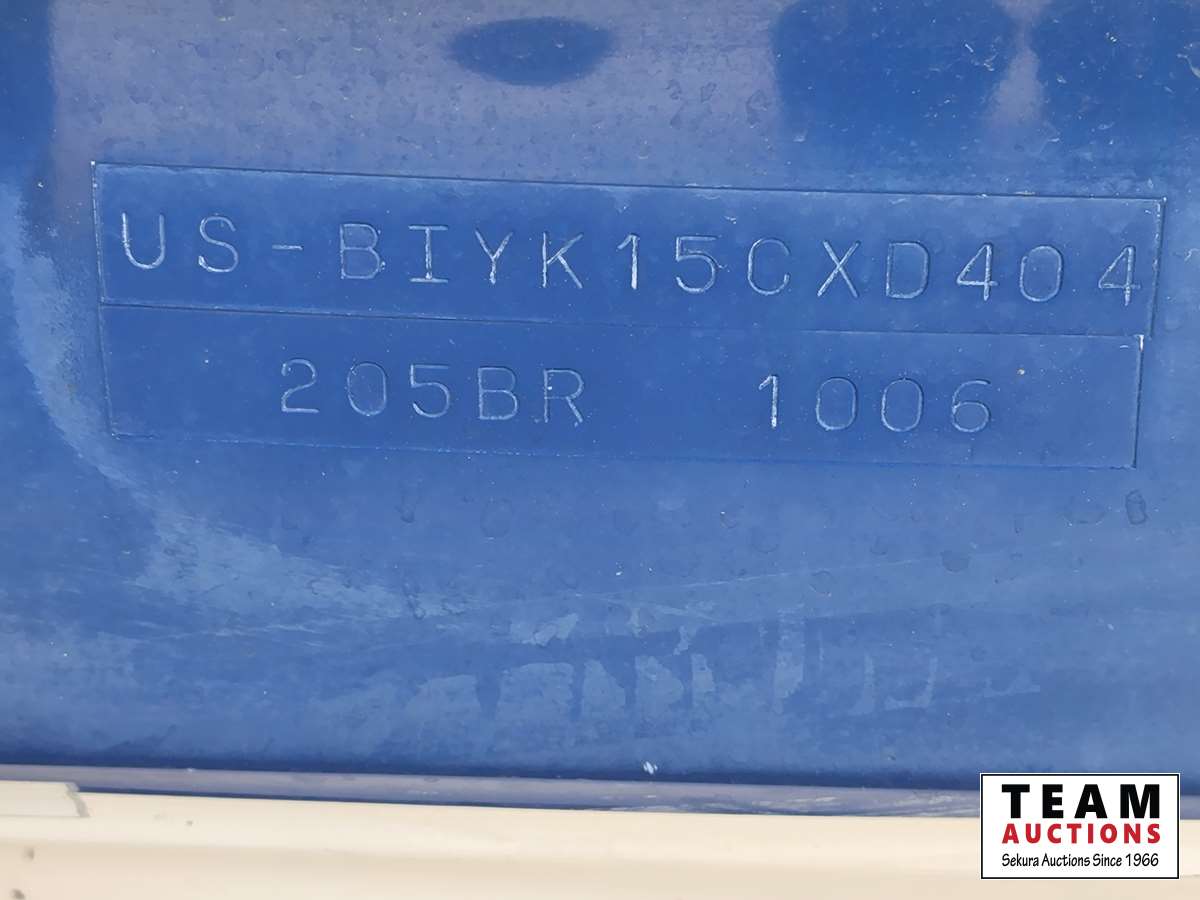 US-BIYK15CXD404
205BR 1006
TEAM
AUCTIONS
Sekura Auctions Since 1966